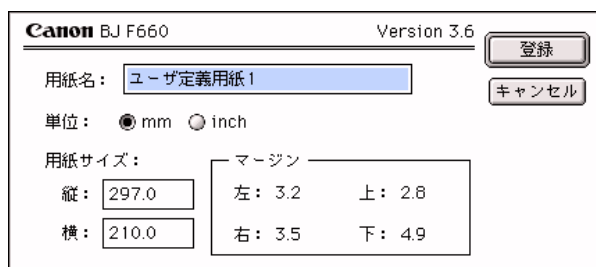 Canon BJ F660 Version 3.6
登録
用紙名： ユーザ定義用紙1
キャンセル
単位： mm inch
用紙サイズ： マージン
縦： 297.0 左： 3.2 上： 2.8
横： 210.0 右： 3.5 下： 4.9